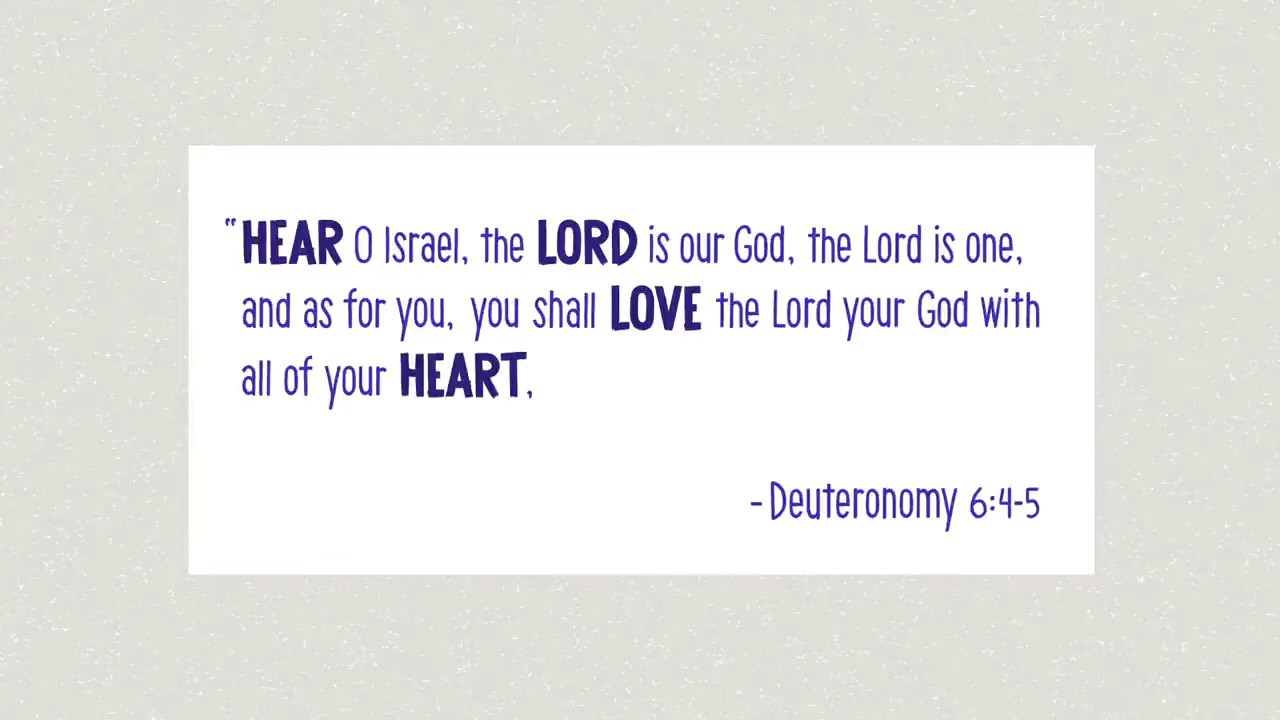 “HEAR O Israel, the LORD is our God, the Lord is one,
and as for you, you shall LOVE the Lord your God with
all of your HEART,
-Deuteronomy 6:4-5